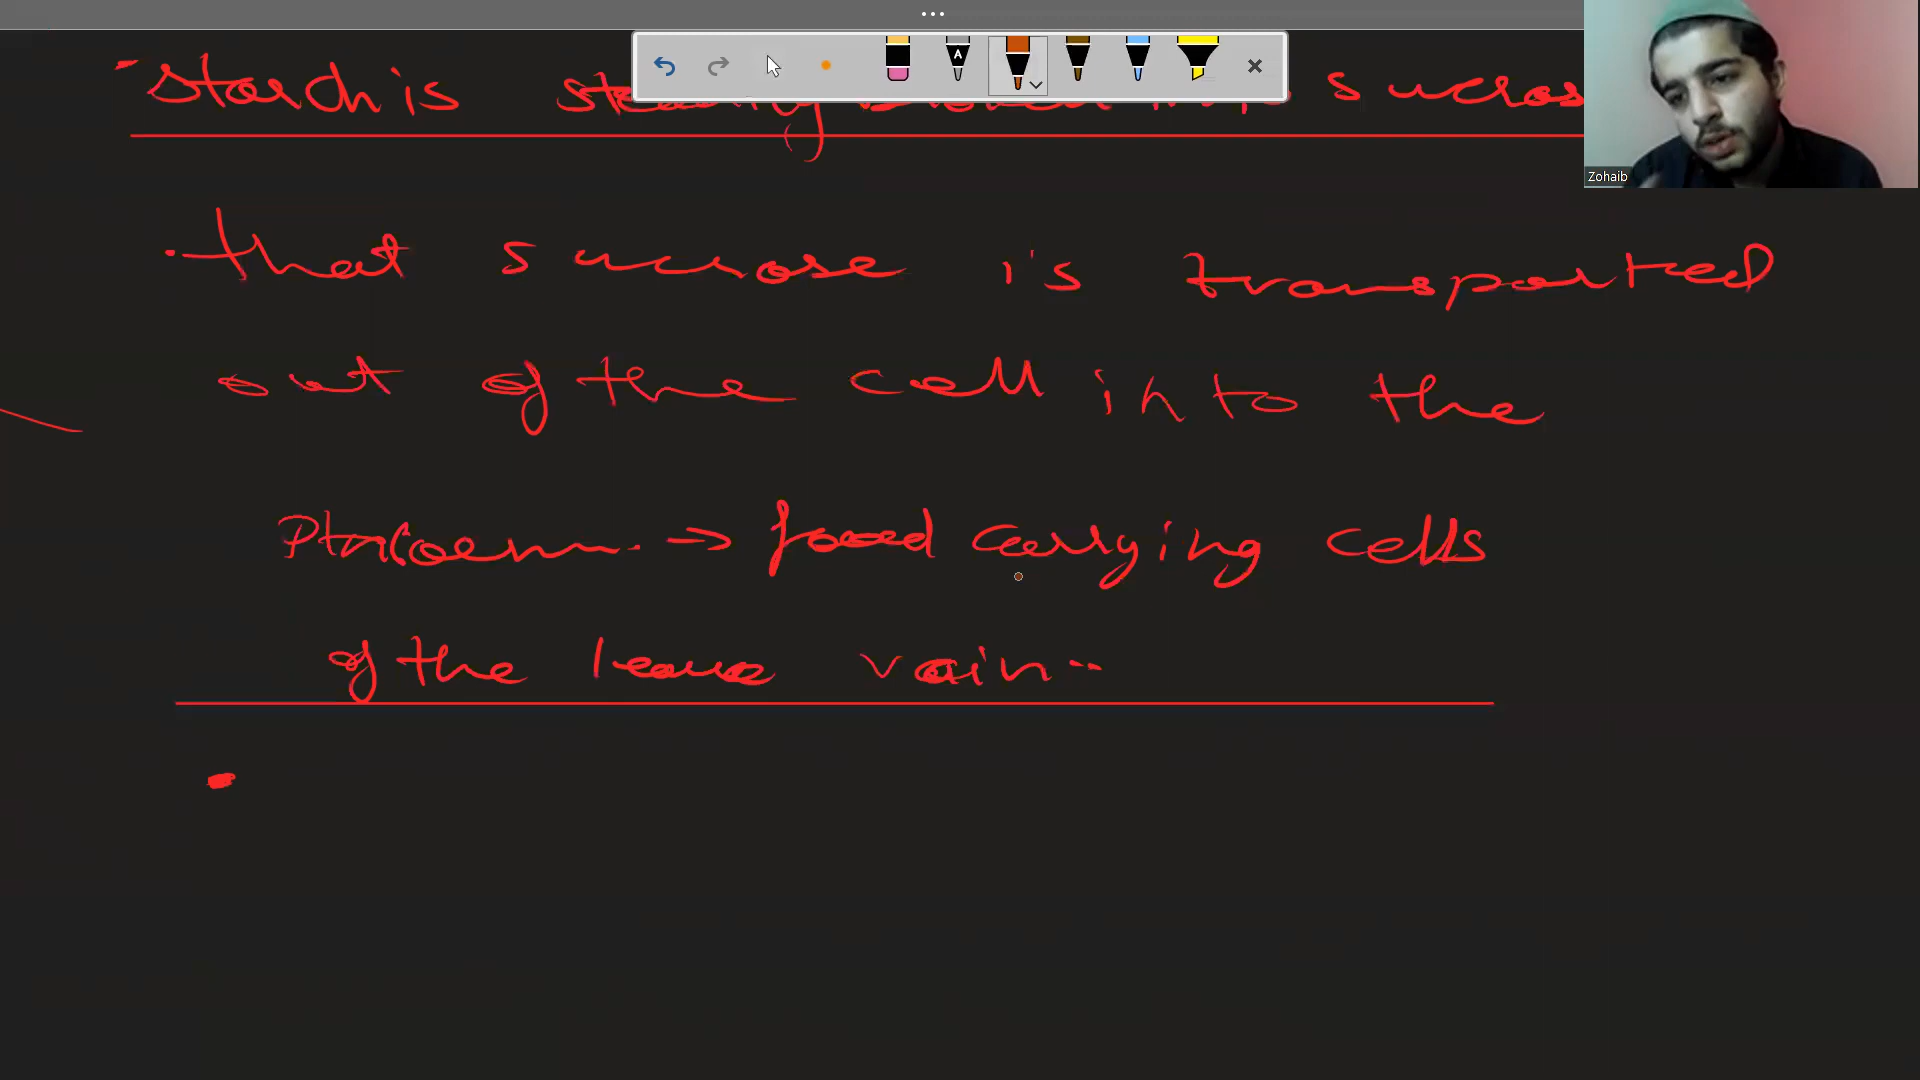 Starch is sucros
Zohaib
. that sucrose is transported
out of the cell into the
Phloem. → food carrying cells
of the leave vain